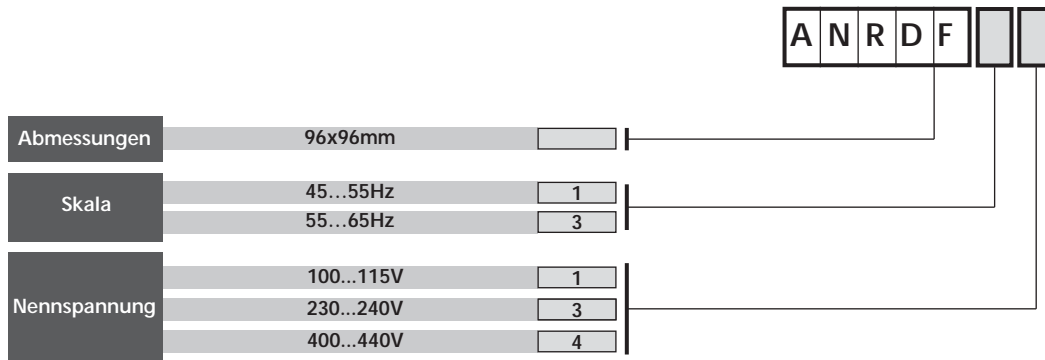 ANRDF
Abmessungen 96x96mm
Skala
45...55Hz 1
55...65Hz 3
Nennspannung
100...115V 1
230...240V 3
400...440V 4